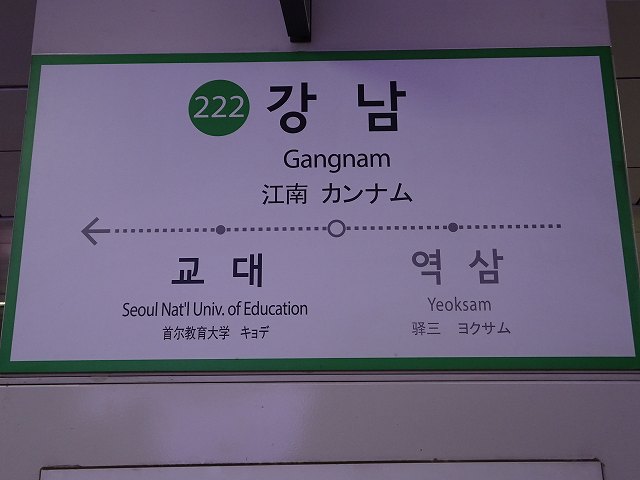 222 강 남
Gangnam
江南 カンナム
교 대
Seoul Nat'l Univ. of Education
首尔教育大学 キョデ
역 삼
Yeoksam
驿三 ヨクサム